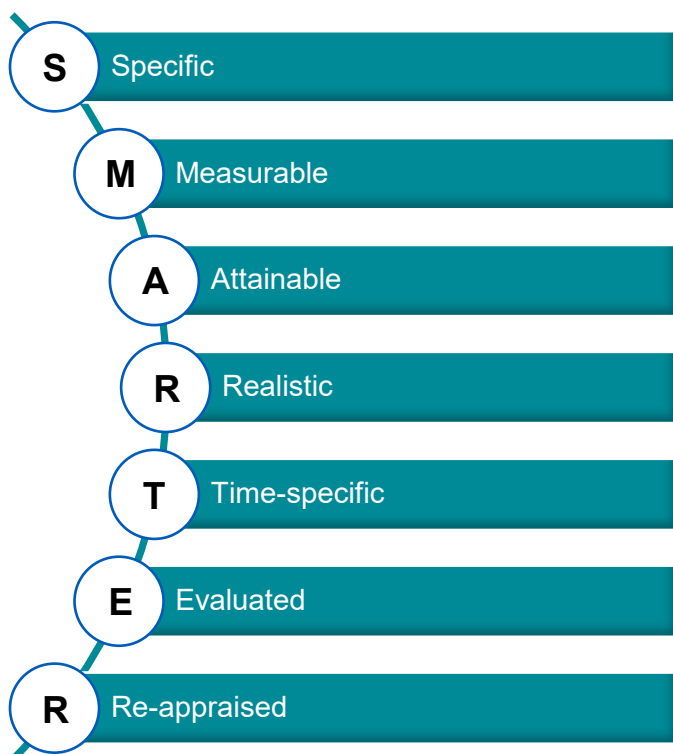 S Specific
M Measurable
A Attainable
R Realistic
T Time-specific
E Evaluated
R Re-appraised